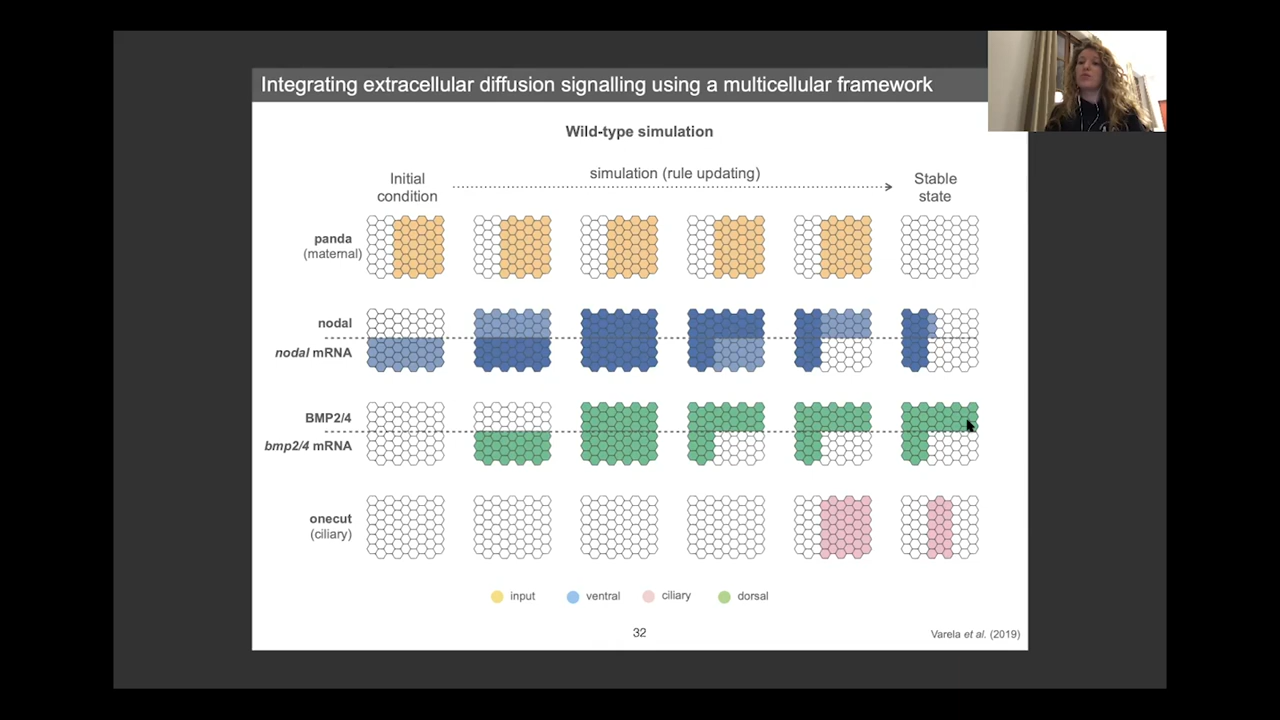 Integrating extracellular diffusion signalling using a multicellular framework
Wild-type simulation
Initial
condition
simulation (rule updating)
Stable
state
panda
(maternal)
nodal
nodal mRNA
BMP2/4
bmp2/4 mRNA
onecut
(ciliary)
input
ventral
ciliary
dorsal
32
Varela et al. (2019)